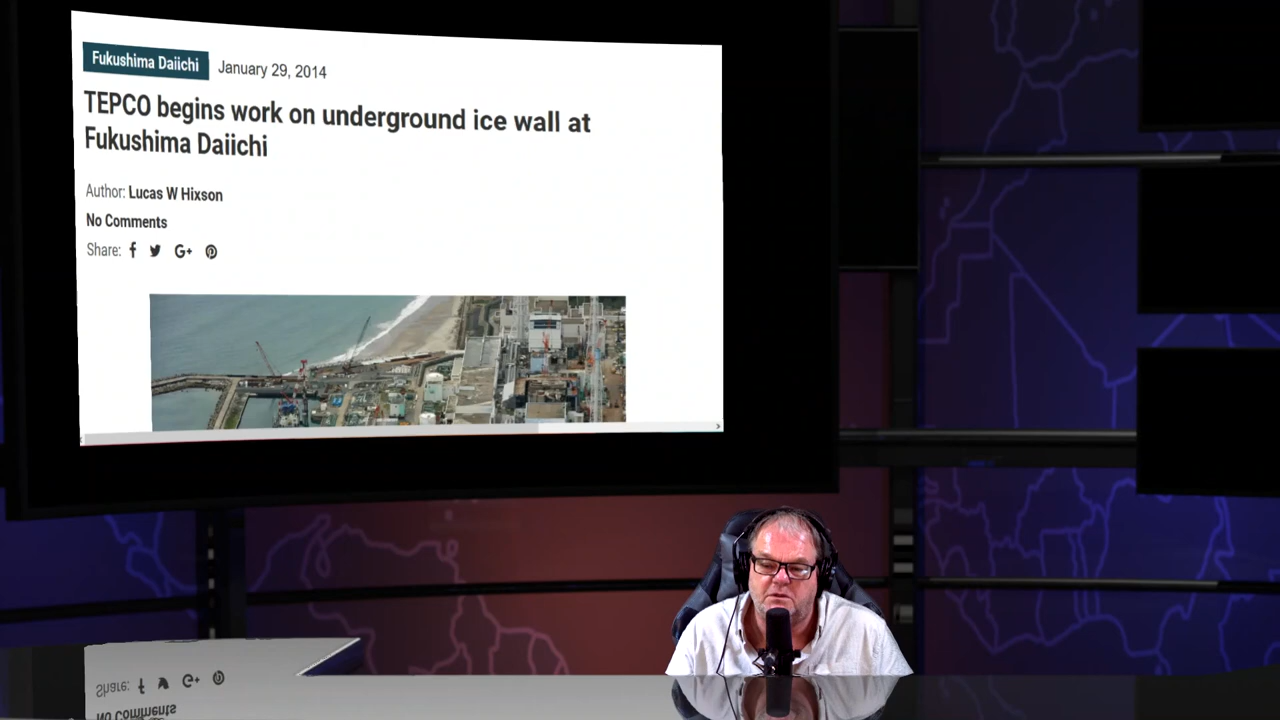 Fukushima Daiichi January 29, 2014
TEPCO begins work on underground ice wall at
Fukushima Daiichi
Author: Lucas W Hixson
No Comments
Share:
Share:
No Comments